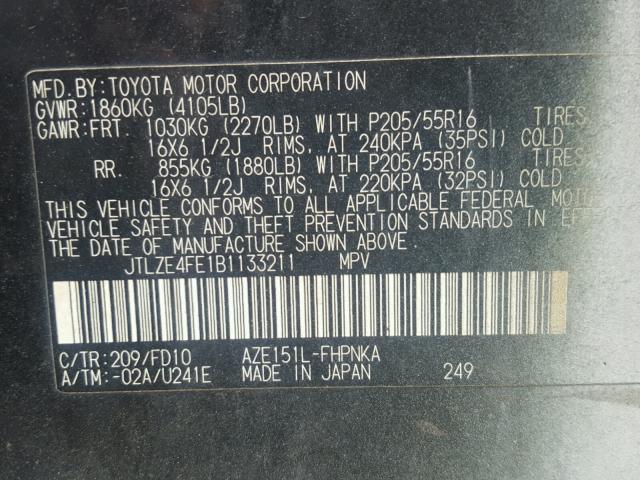 MFD.BY:TOYOTA MOTOR CORPORATION
GVWR:1860KG (4105LB)
GAWR:FRT. 1030KG (2270LB) WITH P205/55R16 TIRES
16X6 1/2J RIMS, AT 240KPA (35PSI) COLD
RR. 855KG (1880LB) WITH P205/55R16 TIRES
16X6 1/2J RIMS, AT 220KPA (32PSI) COLD
THIS VEHICLE CONFORMS TO ALL APPLICABLE FEDERAL
VEHICLE SAFETY AND THEFT PREVENTION STANDARDS IN
THE DATE OF MANUFACTURE SHOWN ABOVE.
JTLZE4FE1B1133211 MPV
C/TR:209/FD10 AZE151L-FHPNKA
A/TM:-02A/U241E MADE IN JAPAN 249